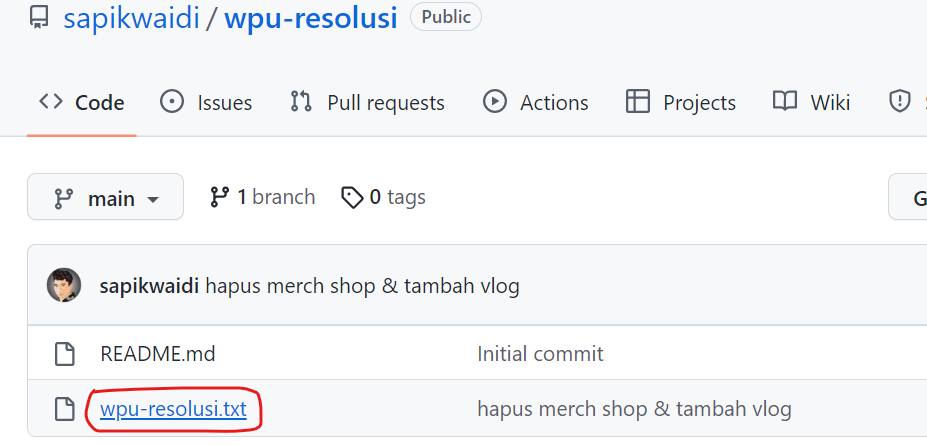 sapikwaidi / wpu-resolusi Public
Code Issues Pull requests Actions Projects Wiki
main 1 branch 0 tags
sapikwaidi hapus merch shop & tambah vlog
README.md Initial commit
wpu-resolusi.txt hapus merch shop & tambah vlog